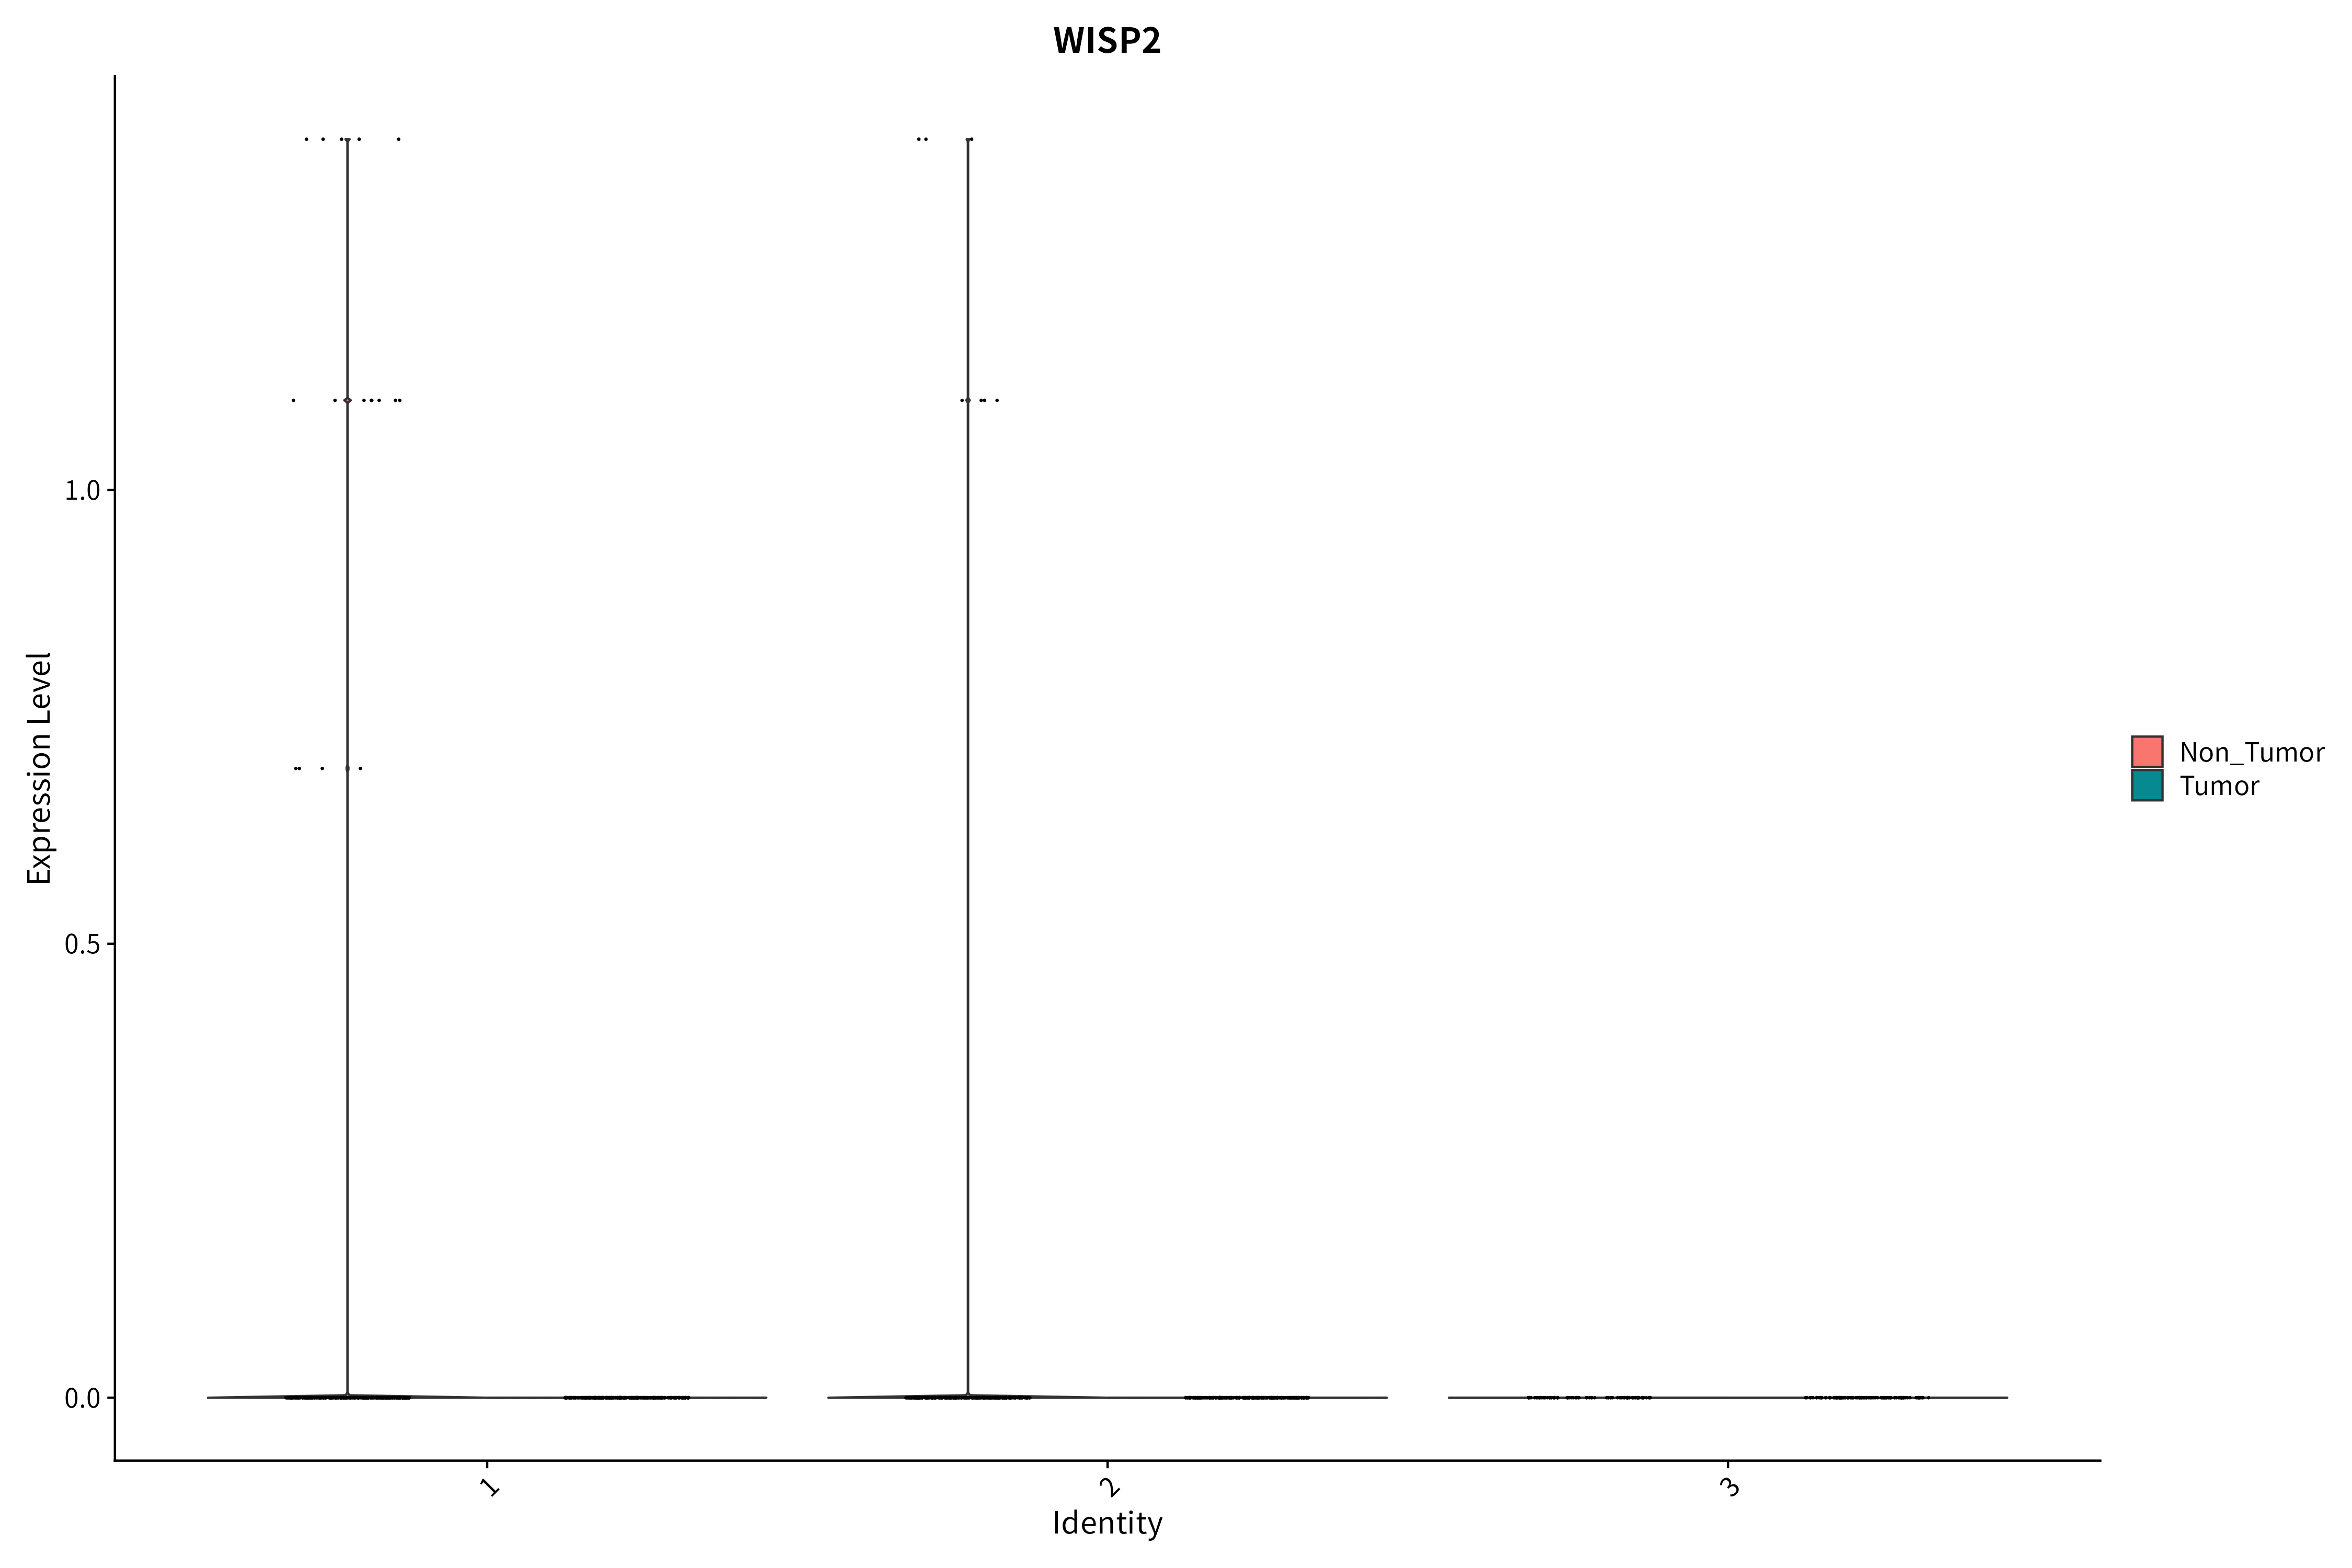 WISP2
Expression Level
1.0
0.5
0.0
1
2
3
Identity
Non_Tumor
Tumor